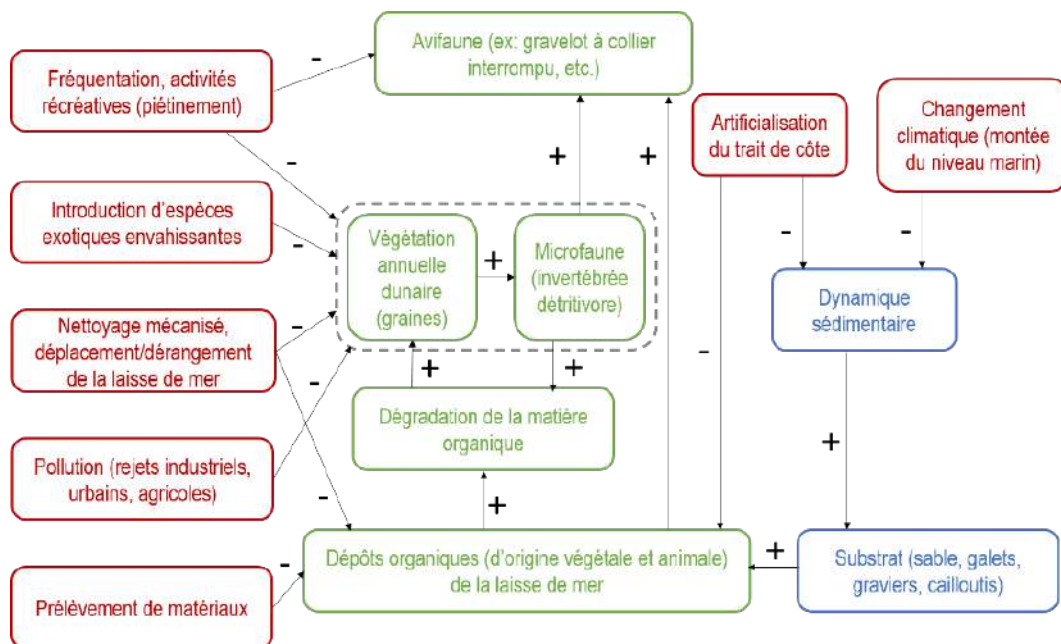 Avifaune (ex: gravelot à collier
interrompu, etc.)
Fréquentation, activités
récréatives (piétinement)
-
Artificialisation
du trait de côte
Changement
climatique (montée
du niveau marin)
-
+
+
Introduction d'espèces
exotiques envahissantes
-
Végétation
annuelle
dunaire
(graines)
+
Microfaune
(invertébrée
détritivore)
-
-
Dynamique
sédimentaire
Nettoyage mécanisé,
déplacement/dérangement
de la laisse de mer
-
-
-
+
+
Dégradation de la matière
organique
+
Pollution (rejets industriels,
urbains, agricoles)
-
+
Dépôts organiques (d'origine végétale et animale)
de la laisse de mer
+
Substrat (sable, galets,
graviers, cailloutis)
-
Prélèvement de matériaux